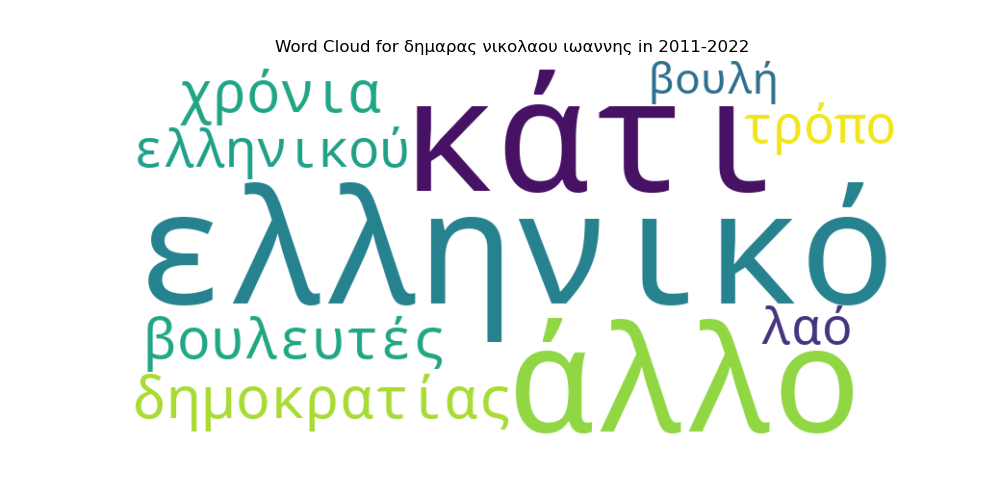 Word Cloud for δημαρας νικολαου ιωαννης in 2011-2022
χρόνια
κάτι
βουλή
τρόπο
ελληνικού
ελληνικό
βουλευτές
λαό
δημοκρατίας
άλλο